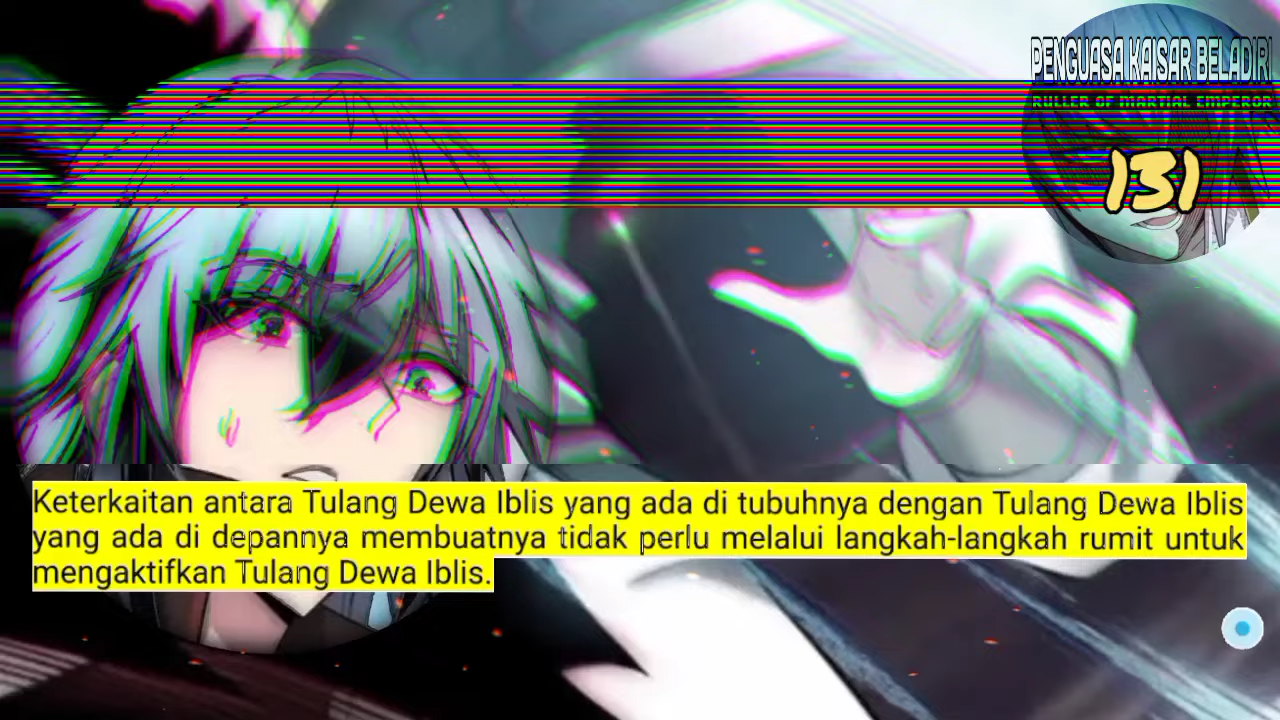 PENGUASA KAISAR BELADIRI
RULLER OF MARTIAL EMPEROR
131
Keterkaitan antara Tulang Dewa Iblis yang ada di tubuhnya dengan Tulang Dewa Iblis
yang ada di depannya membuatnya tidak perlu melalui langkah-langkah rumit untuk
mengaktifkan Tulang Dewa Iblis.